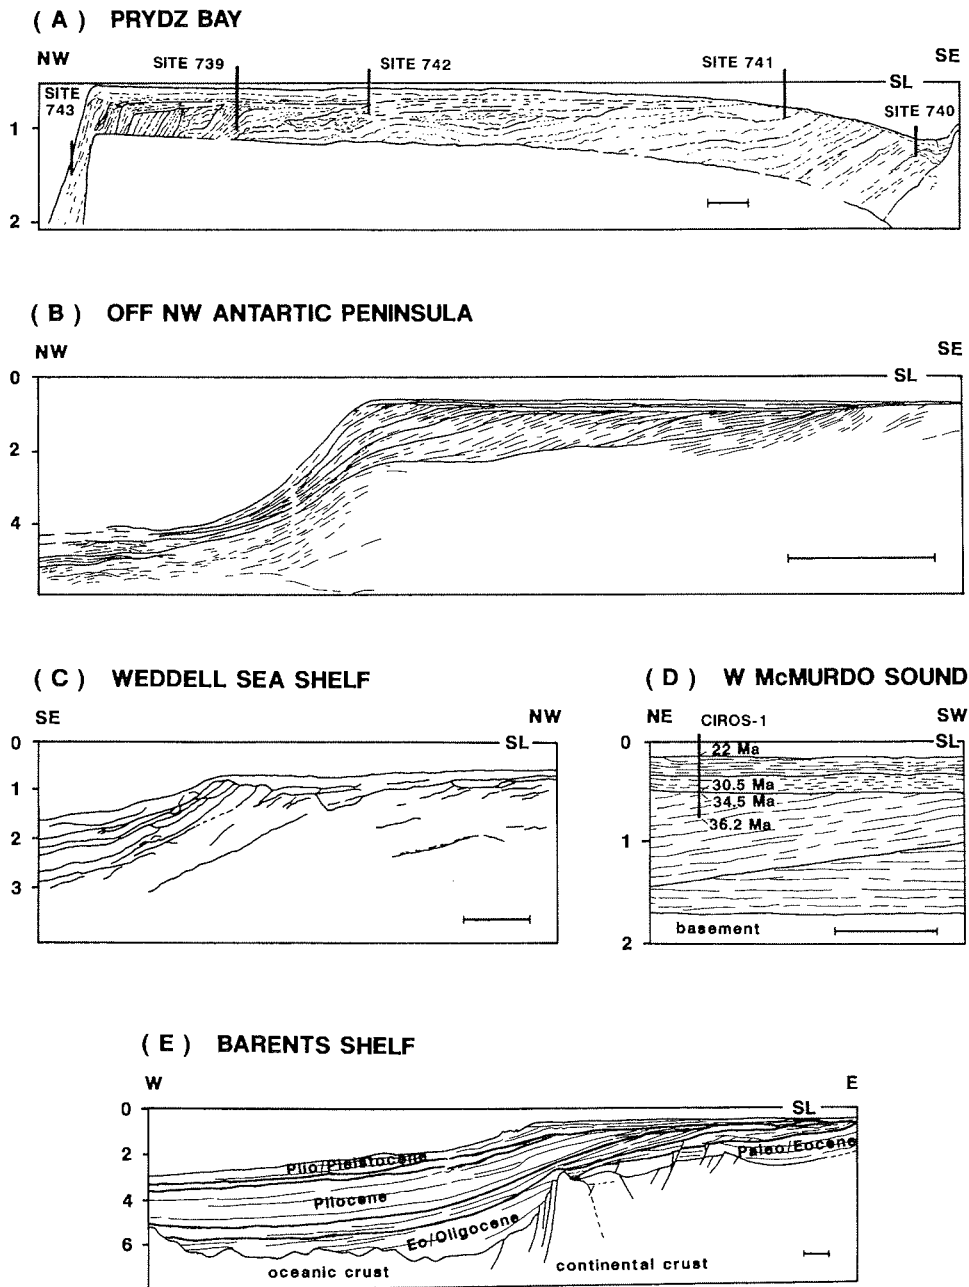 ( A ) PRYDZ BAY
NW
SE
SITE 739
SITE 742
SITE 741
SL
SITE
743
SITE 740
1
2
( B ) OFF NW ANTARTIC PENINSULA
NW
SE
0
SL
2
4
( C ) WEDDELL SEA SHELF
SE
NW
0
SL
1
2
3
( D ) W McMURDO SOUND
NE
CIROS-1
SW
0
SL
22 Ma
30.5 Ma
34.5 Ma
36.2 Ma
1
basement
2
( E ) BARENTS SHELF
W
E
0
SL
Paleo/Eocene
Plio/Pleistocene
2
Pliocene
4
Eo/Oligocene
6
oceanic crust
continental crust